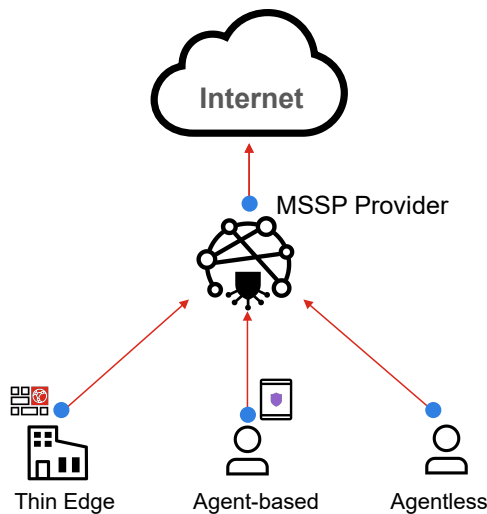 Internet
MSSP Provider
Thin Edge
Agent-based
Agentless